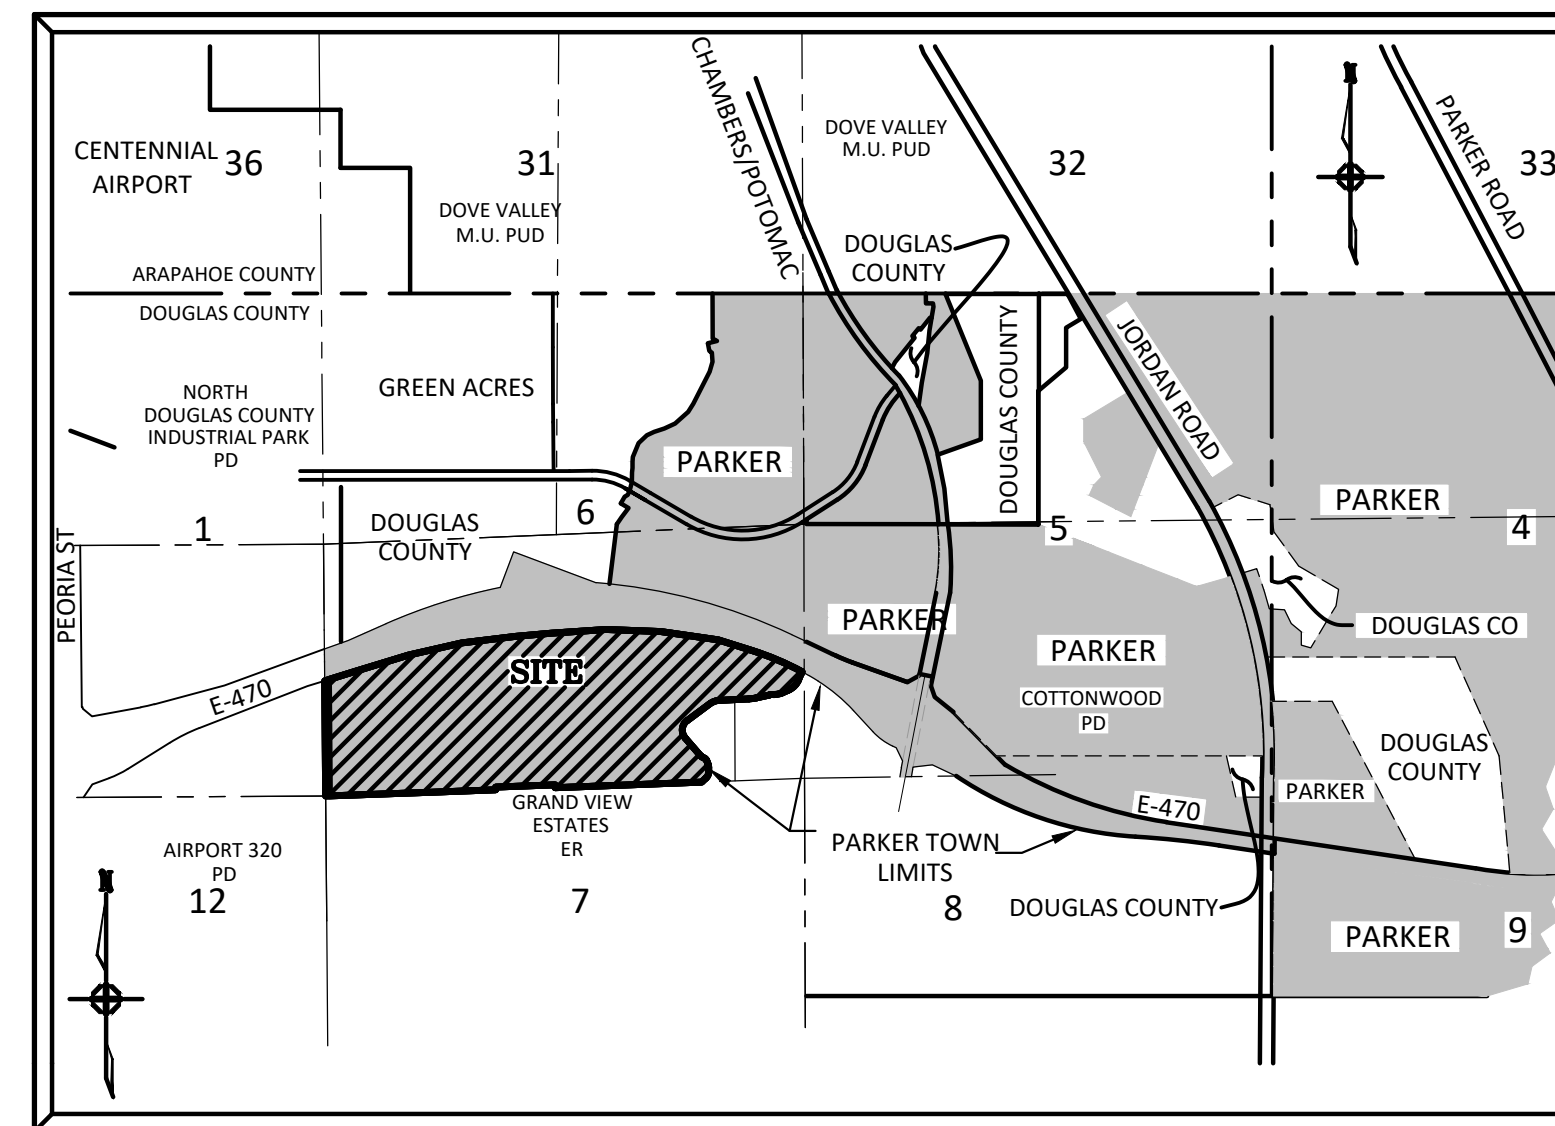 CENTENNIAL
AIRPORT
36
31
DOVE VALLEY
M.U. PUD
CHAMBERS/POTOMAC
DOVE VALLEY
M.U. PUD
32
N
PARKER ROAD
33
DOUGLAS
COUNTY
ARAPAHOE COUNTY
DOUGLAS COUNTY
NORTH
DOUGLAS COUNTY
INDUSTRIAL PARK
PD
GREEN ACRES
PARKER
DOUGLAS COUNTY
JORDAN ROAD
PARKER
1
DOUGLAS
COUNTY
6
5
4
PEORIA ST
PARKER
PARKER
DOUGLAS CO
E-470
SITE
COTTONWOOD
PD
DOUGLAS
COUNTY
PARKER
E-470
GRAND VIEW
ESTATES
ER
PARKER TOWN
LIMITS
AIRPORT 320
PD
12
7
8
DOUGLAS COUNTY
PARKER
9
N